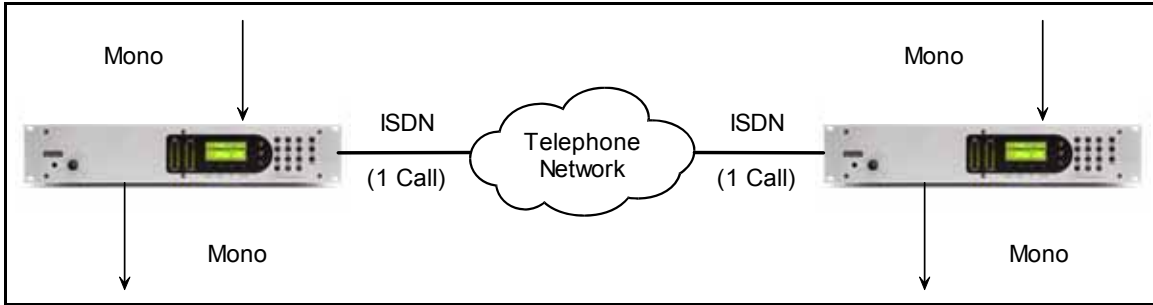 Mono
Mono
ISDN
(1 Call)
Telephone
Network
ISDN
(1 Call)
Mono
Mono